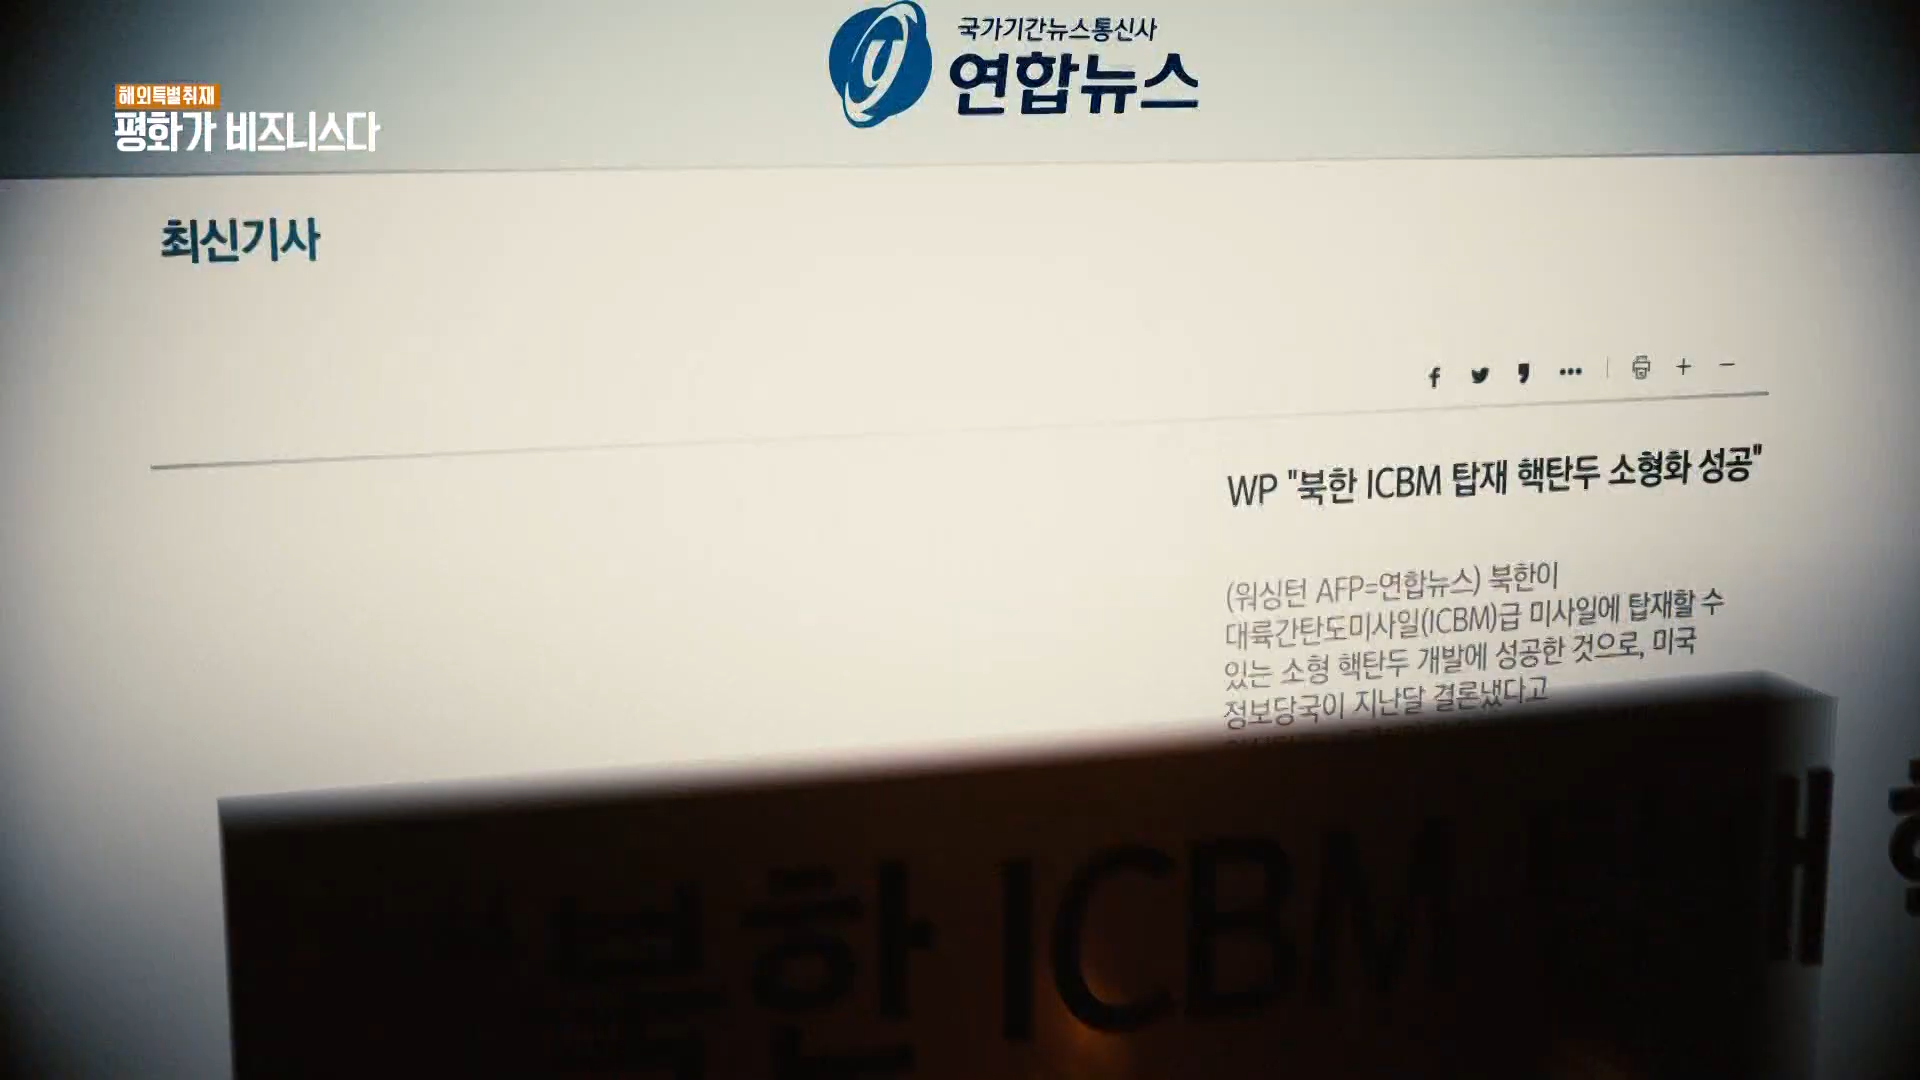 국가기간뉴스통신사
연합뉴스
해외특별취재
평화가 비즈니스다
최신기사
WP "북한 ICBM 탑재 핵탄두 소형화 성공"
(워싱턴 AFP=연합뉴스) 북한이
대륙간탄도미사일(ICBM)급 미사일에 탑재할 수
있는 소형 핵탄두 개발에 성공한 것으로, 미국
정보당국이 지난달 결론냈다고
북한 ICBM